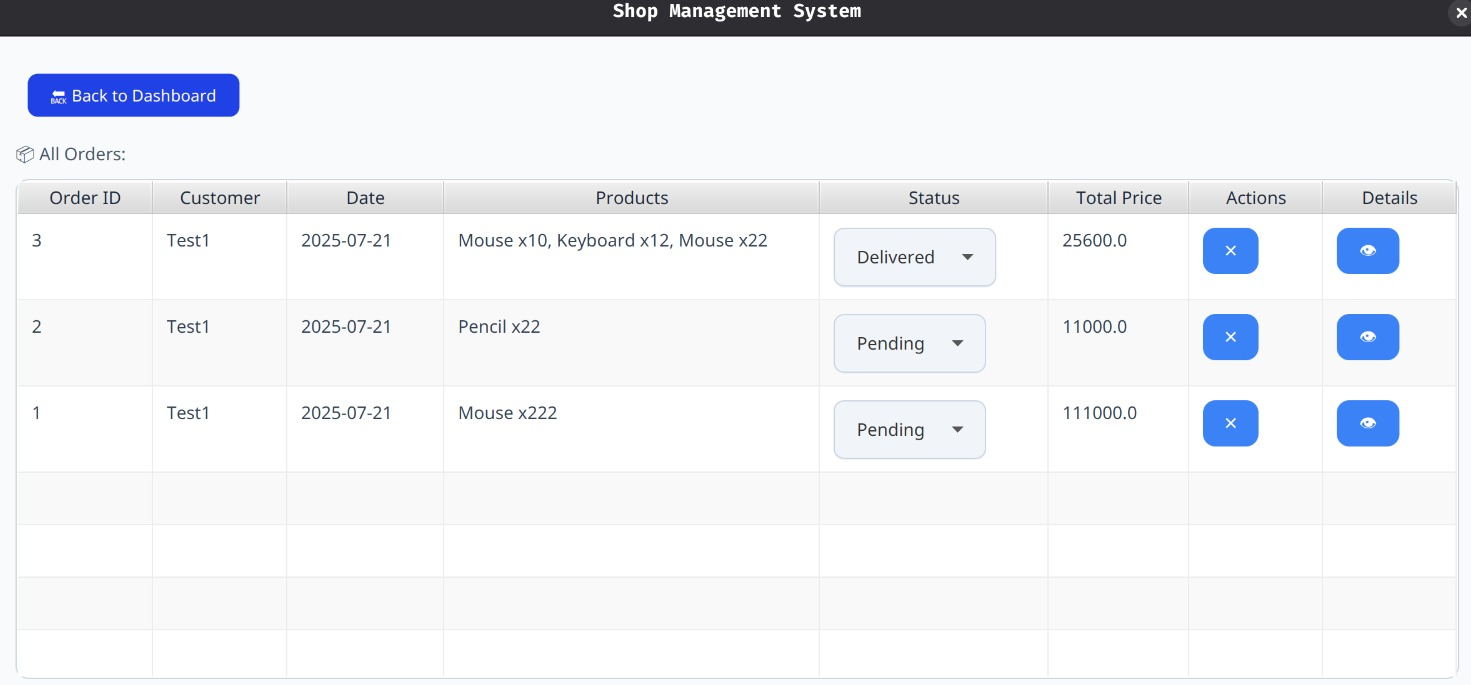 Shop Management System
BACK Back to Dashboard
All Orders:
Order ID Customer Date Products Status Total Price Actions Details
3 Test1 2025-07-21 Mouse x10, Keyboard x12, Mouse x22 Delivered 25600.0
2 Test1 2025-07-21 Pencil x22 Pending 11000.0
1 Test1 2025-07-21 Mouse x222 Pending 111000.0